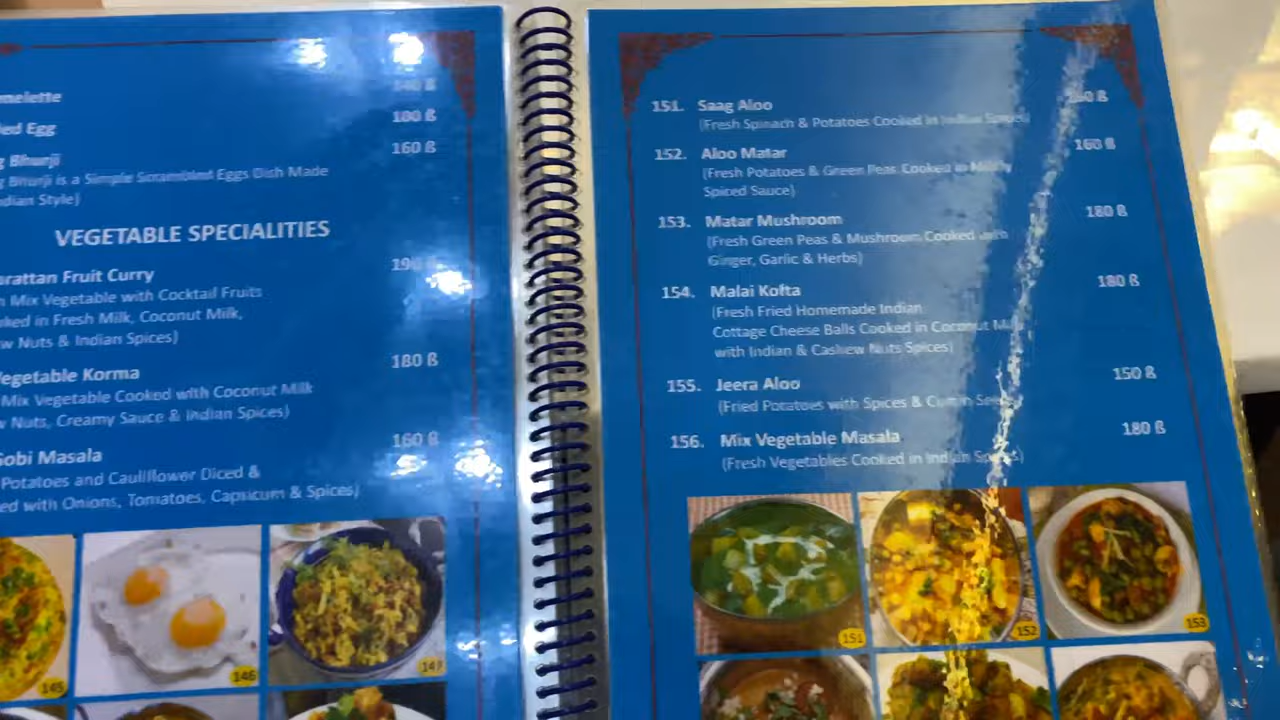 melette
100 ฿
ed Egg
160 ฿
g Bhurji
g Bhurji is a Simple Scrambled Eggs Dish Made
dian Style)
VEGETABLE SPECIALITIES
arattan Fruit Curry
n Mix Vegetable with Cocktail Fruits
ked in Fresh Milk, Coconut Milk,
w Nuts & Indian Spices)
egetable Korma 180 ฿
Mix Vegetable Cooked with Coconut Milk
w Nuts, Creamy Sauce & Indian Spices)
Gobi Masala 160 ฿
Potatoes and Cauliflower Diced &
ed with Onions, Tomatoes, Capsicum & Spices)
145
146
147
151. Saag Aloo
(Fresh Spinach & Potatoes Cooked in Indian Spices)
152. Aloo Matar 160 ฿
(Fresh Potatoes & Green Peas Cooked in Mildly
Spiced Sauce)
153. Matar Mushroom 180 ฿
(Fresh Green Peas & Mushroom Cooked with
Ginger, Garlic & Herbs)
154. Malai Kofta 180 ฿
(Fresh Fried Homemade Indian
Cottage Cheese Balls Cooked in Coconut Milk
with Indian & Cashew Nuts Spices)
155. Jeera Aloo 150 ฿
(Fried Potatoes with Spices & Cumin
156. Mix Vegetable Masala 180 ฿
(Fresh Vegetables Cooked in Indian Spices)
151
152
153